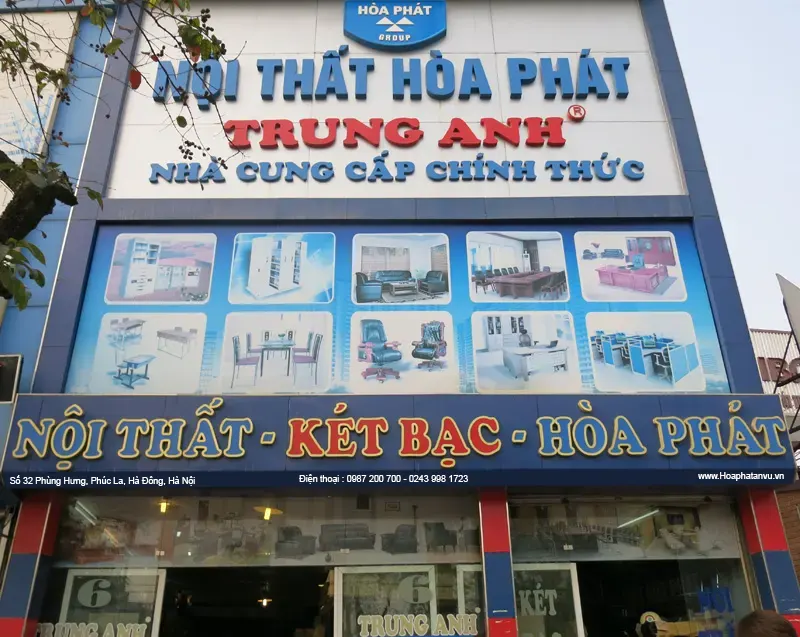 HÒA PHÁT
GROUP
NỘI THẤT HÒA PHÁT
TRUNG ANH ®
NHÀ CUNG CẤP CHÍNH THỨC
NỘI THẤT - KÉT BẠC - HÒA PHÁT
Số 32 Phùng Hưng, Phúc La, Hà Đông, Hà Nội
Điện thoại : 0987 200 700 - 0243 998 1723
www.Hoaphatanvu.vn
6 6 KÉT
TRUNG ANH TRUNG ANH